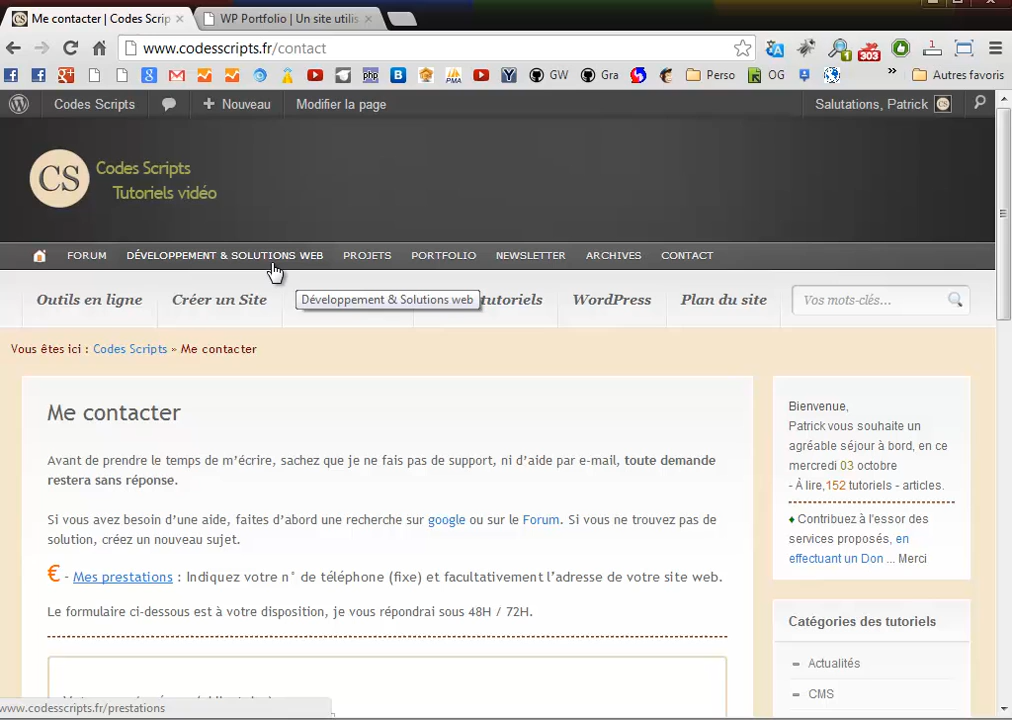 Me contacter | Codes Scrip
WP Portfolio | Un site utilis
www.codesscripts.fr/contact
1
303
1
php
PMA
GW
Gra
Perso
OG
»
Autres favoris
Codes Scripts
+ Nouveau
Modifier la page
Salutations, Patrick
CS
CS
Codes Scripts
Tutoriels vidéo
FORUM
DÉVELOPPEMENT & SOLUTIONS WEB
PROJETS
PORTFOLIO
NEWSLETTER
ARCHIVES
CONTACT
Outils en ligne
Créer un Site
Développement & Solutions web
tutoriels
WordPress
Plan du site
Vos mots-clés...
Vous êtes ici : Codes Scripts » Me contacter
Me contacter
Avant de prendre le temps de m'écrire, sachez que je ne fais pas de support, ni d'aide par e-mail, toute demande
restera sans réponse.
Si vous avez besoin d'une aide, faites d'abord une recherche sur google ou sur le Forum. Si vous ne trouvez pas de
solution, créez un nouveau sujet.
€ - Mes prestations : Indiquez votre n° de téléphone (fixe) et facultativement l'adresse de votre site web.
Le formulaire ci-dessous est à votre disposition, je vous répondrai sous 48H / 72H.
Bienvenue,
Patrick vous souhaite un
agréable séjour à bord, en ce
mercredi 03 octobre
- À lire,152 tutoriels - articles.
♦ Contribuez à l'essor des
services proposés, en
effectuant un Don ... Merci
Catégories des tutoriels
Actualités
CMS
www.codesscripts.fr/prestations